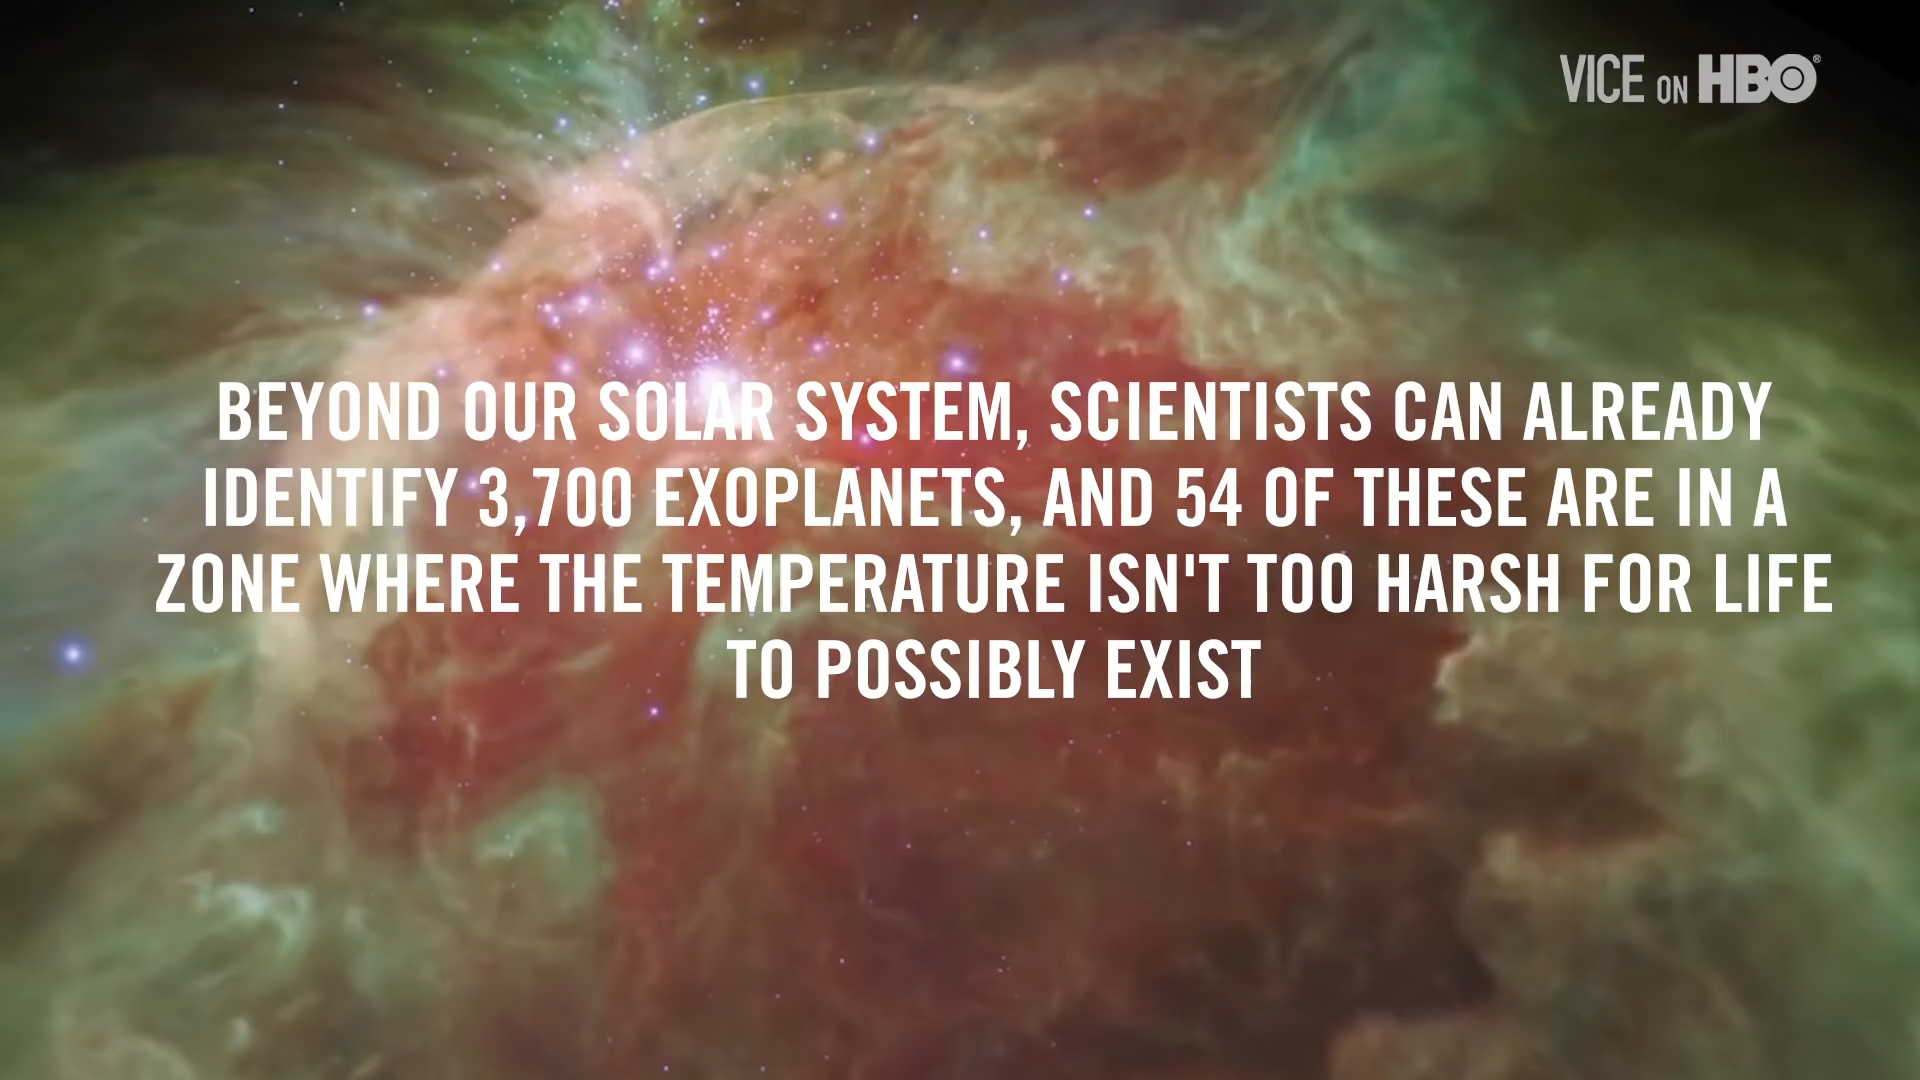 VICE ON HBO®
BEYOND OUR SOLAR SYSTEM, SCIENTISTS CAN ALREADY
IDENTIFY 3,700 EXOPLANETS, AND 54 OF THESE ARE IN A
ZONE WHERE THE TEMPERATURE ISN'T TOO HARSH FOR LIFE
TO POSSIBLY EXIST